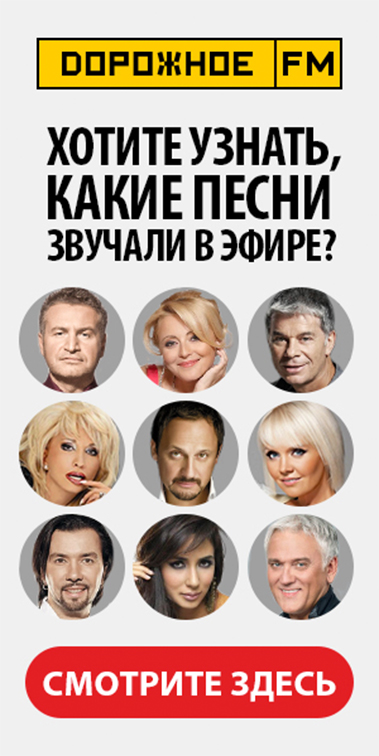 ДОРОЖНОЕ FM
ХОТИТЕ УЗНАТЬ,
КАКИЕ ПЕСНИ
ЗВУЧАЛИ В ЭФИРЕ?
СМОТРИТЕ ЗДЕСЬ